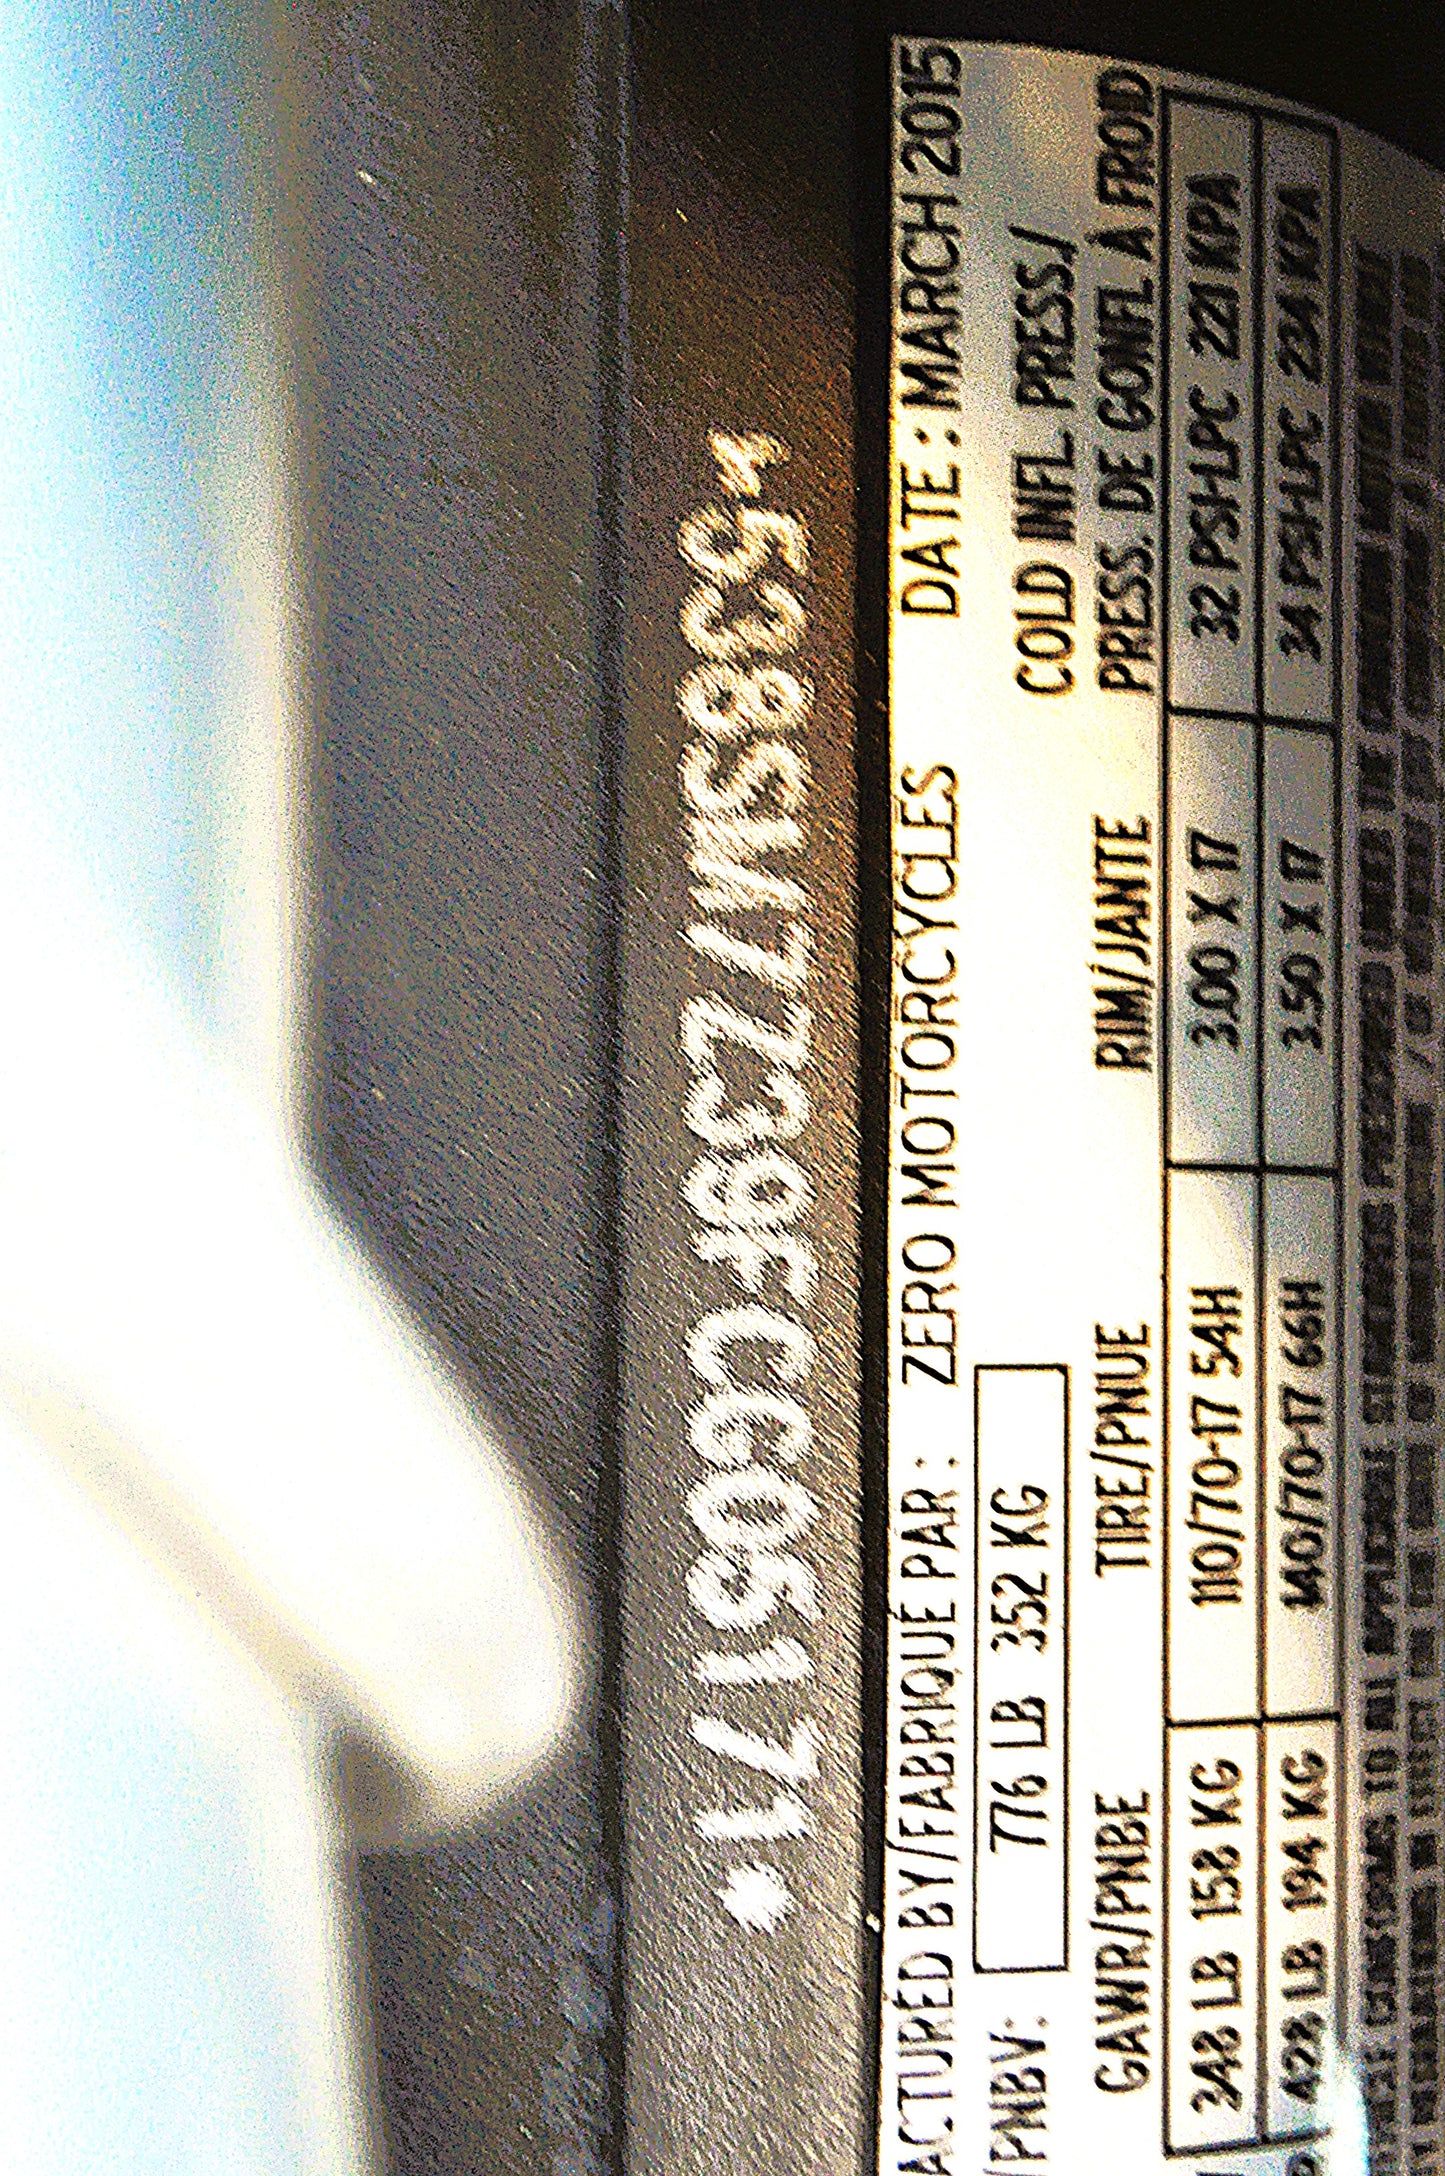 *538SM7Z39FCG05171*
ACTURED BY/FABRIQUÉ PAR : ZERO MOTORCYCLES DATE : MARCH 2015
/PNBV: 776 LB 352 KG
COLD INFL. PRESS./
GAWR/PNBE TIRE/PNUE RIM/JANTE PRESS. DE GONFL À FROID
348 LB 158 KG 110/70-17 54H 3.00 X 17 32 PSI-LPC 221 KPA
428 LB 194 KG 140/70-17 66H 3.50 X 17 34 PSI-LPC 234 KPA